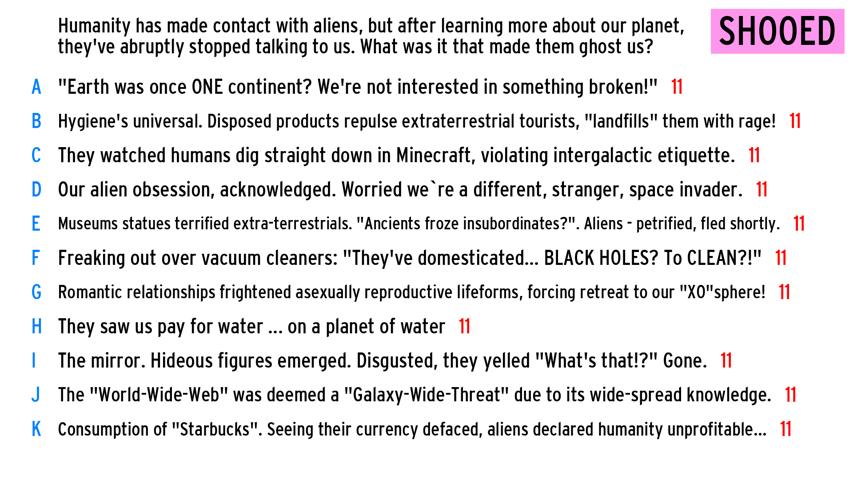 Humanity has made contact with aliens, but after learning more about our planet,
they've abruptly stopped talking to us. What was it that made them ghost us?
SHOOED
A "Earth was once ONE continent? We're not interested in something broken!" 11
B Hygiene's universal. Disposed products repulse extraterrestrial tourists, "landfills" them with rage! 11
C They watched humans dig straight down in Minecraft, violating intergalactic etiquette. 11
D Our alien obsession, acknowledged. Worried we`re a different, stranger, space invader. 11
E Museums statues terrified extra-terrestrials. "Ancients froze insubordinates?". Aliens - petrified, fled shortly. 11
F Freaking out over vacuum cleaners: "They've domesticated... BLACK HOLES? To CLEAN?!" 11
G Romantic relationships frightened asexually reproductive lifeforms, forcing retreat to our "XO"sphere! 11
H They saw us pay for water ... on a planet of water 11
I The mirror. Hideous figures emerged. Disgusted, they yelled "What's that!?" Gone. 11
J The "World-Wide-Web" was deemed a "Galaxy-Wide-Threat" due to its wide-spread knowledge. 11
K Consumption of "Starbucks". Seeing their currency defaced, aliens declared humanity unprofitable... 11